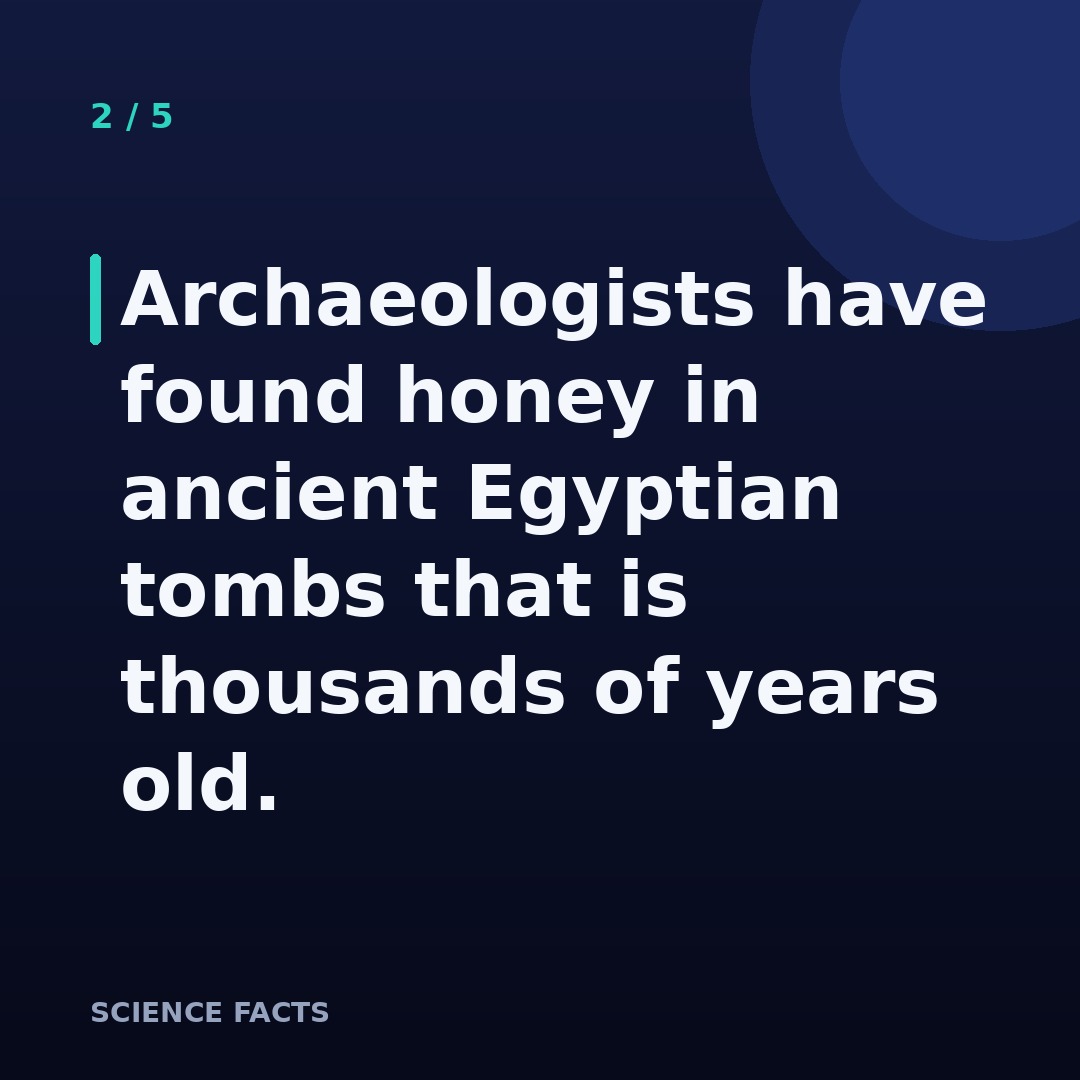 2 / 5
Archaeologists have
found honey in
ancient Egyptian
tombs that is
thousands of years
old.
SCIENCE FACTS